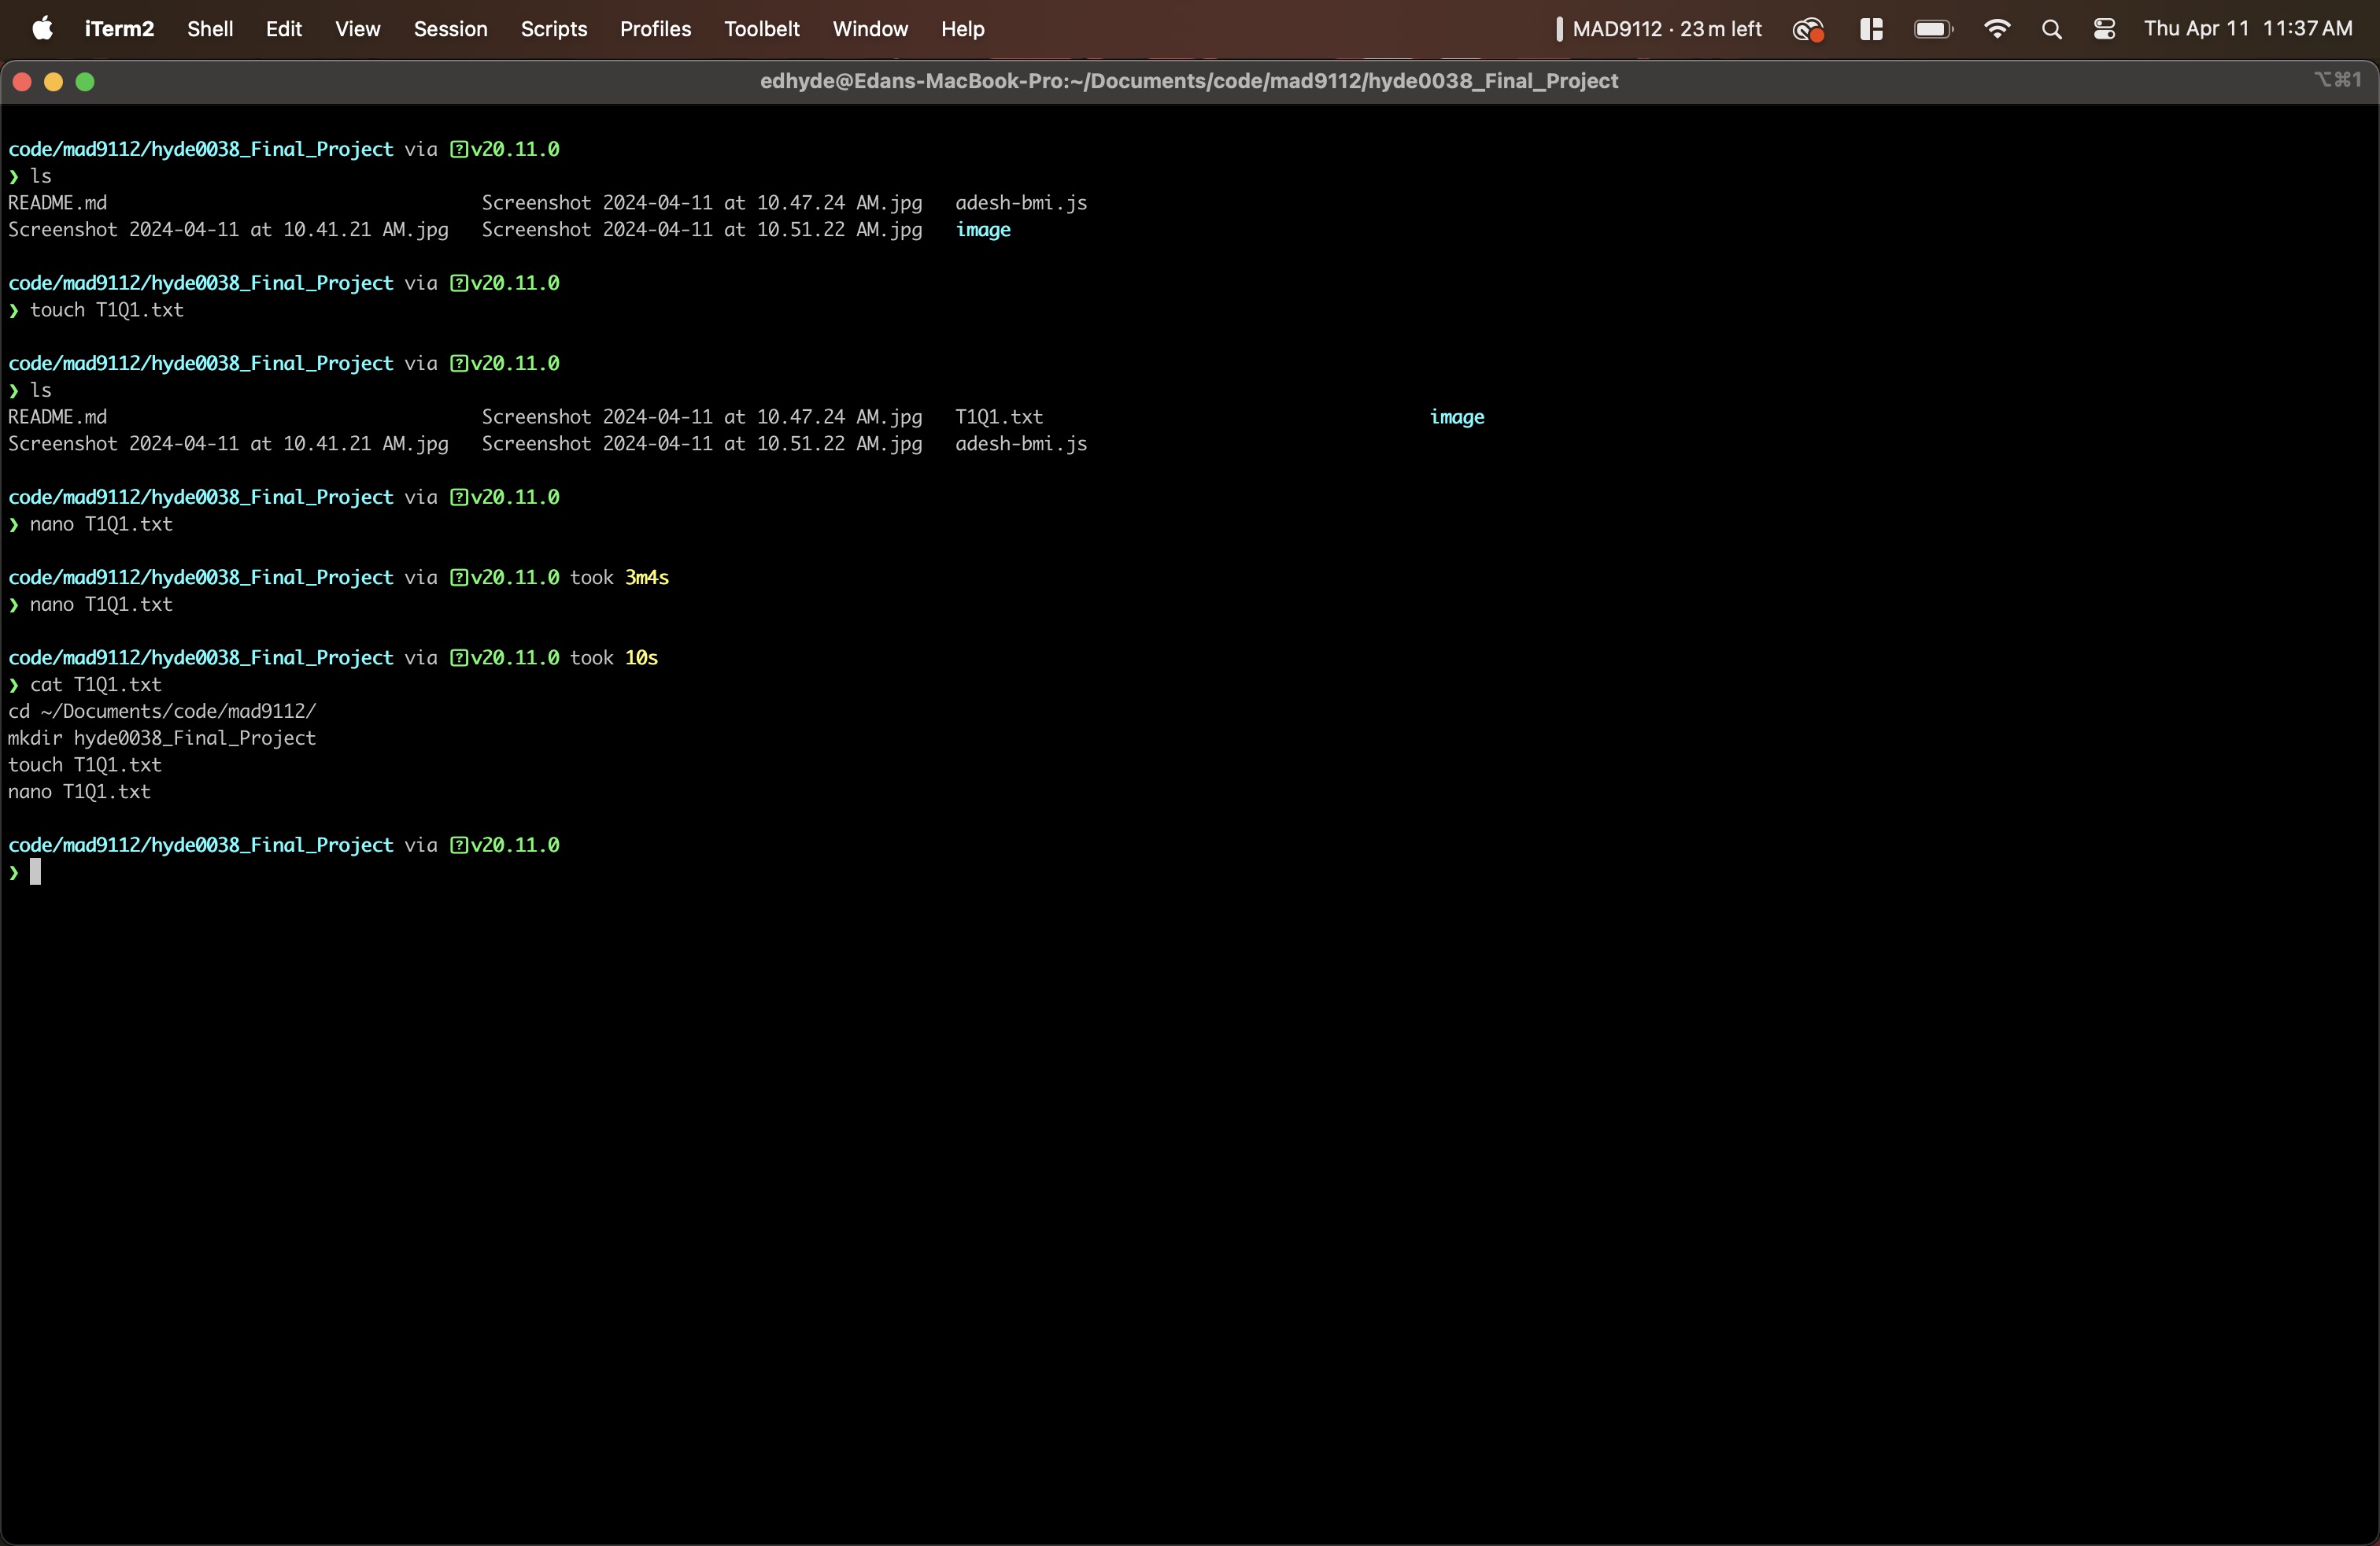 iTerm2 Shell Edit View Session Scripts Profiles Toolbelt Window Help MAD9112 · 23 m left Thu Apr 11 11:37 AM
edhyde@Edans-MacBook-Pro:~/Documents/code/mad9112/hyde0038_Final_Project ⌥⌘1
code/mad9112/hyde0038_Final_Project via ?v20.11.0
❯ ls
README.md Screenshot 2024-04-11 at 10.47.24 AM.jpg adesh-bmi.js
Screenshot 2024-04-11 at 10.41.21 AM.jpg Screenshot 2024-04-11 at 10.51.22 AM.jpg image
code/mad9112/hyde0038_Final_Project via ?v20.11.0
❯ touch T1Q1.txt
code/mad9112/hyde0038_Final_Project via ?v20.11.0
❯ ls
README.md Screenshot 2024-04-11 at 10.47.24 AM.jpg T1Q1.txt image
Screenshot 2024-04-11 at 10.41.21 AM.jpg Screenshot 2024-04-11 at 10.51.22 AM.jpg adesh-bmi.js
code/mad9112/hyde0038_Final_Project via ?v20.11.0
❯ nano T1Q1.txt
code/mad9112/hyde0038_Final_Project via ?v20.11.0 took 3m4s
❯ nano T1Q1.txt
code/mad9112/hyde0038_Final_Project via ?v20.11.0 took 10s
❯ cat T1Q1.txt
cd ~/Documents/code/mad9112/
mkdir hyde0038_Final_Project
touch T1Q1.txt
nano T1Q1.txt
code/mad9112/hyde0038_Final_Project via ?v20.11.0
❯